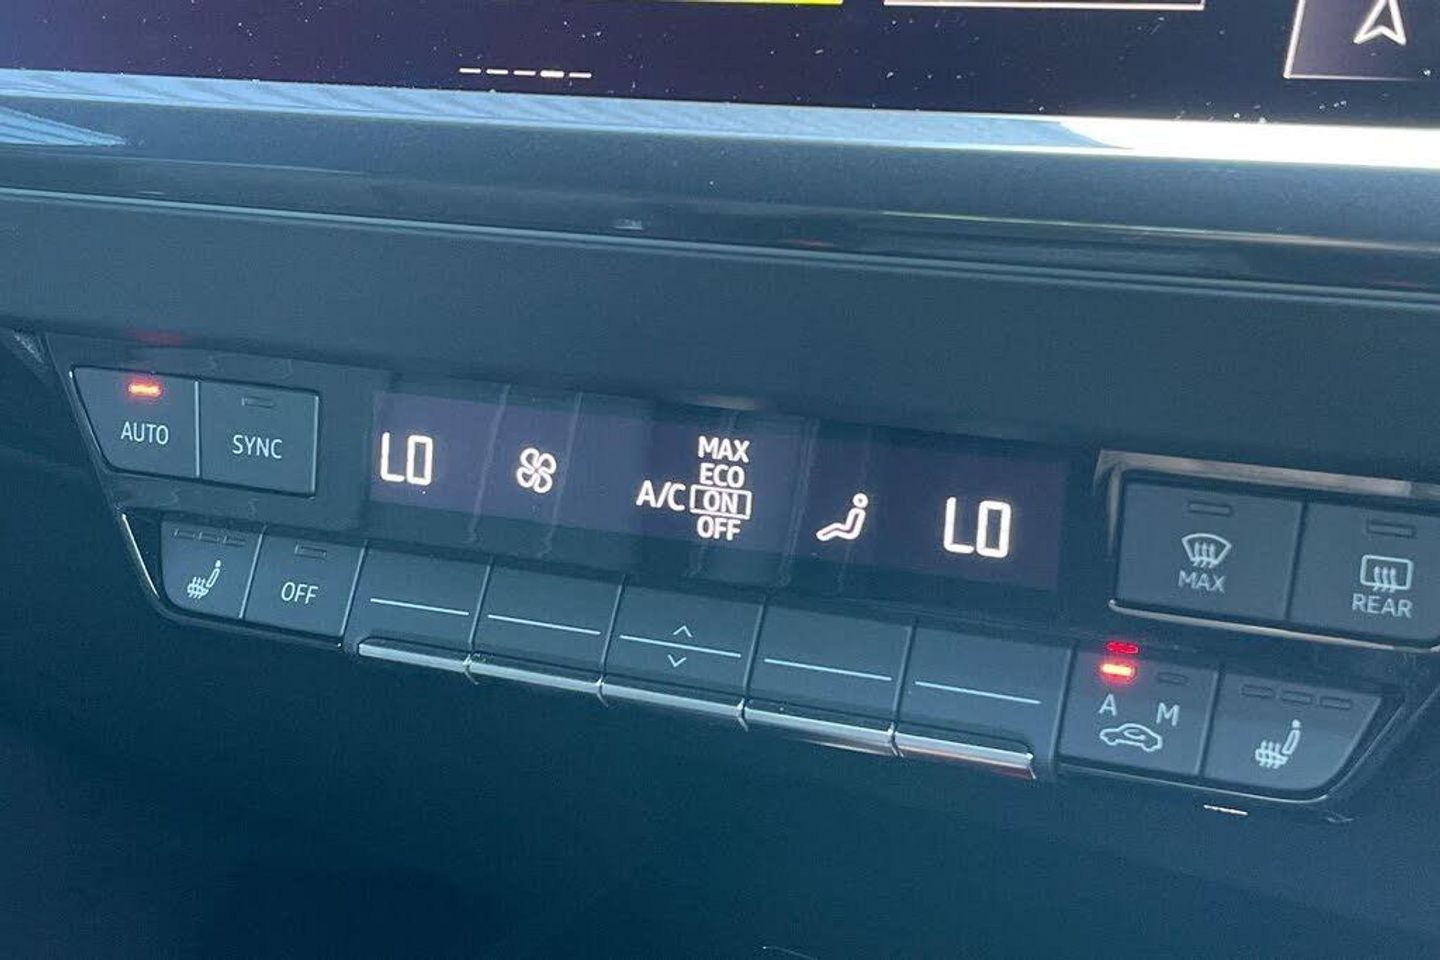 AUTO
SYNC
LO
MAX
ECO
A/C ON
OFF
LO
MAX
REAR
OFF
A M